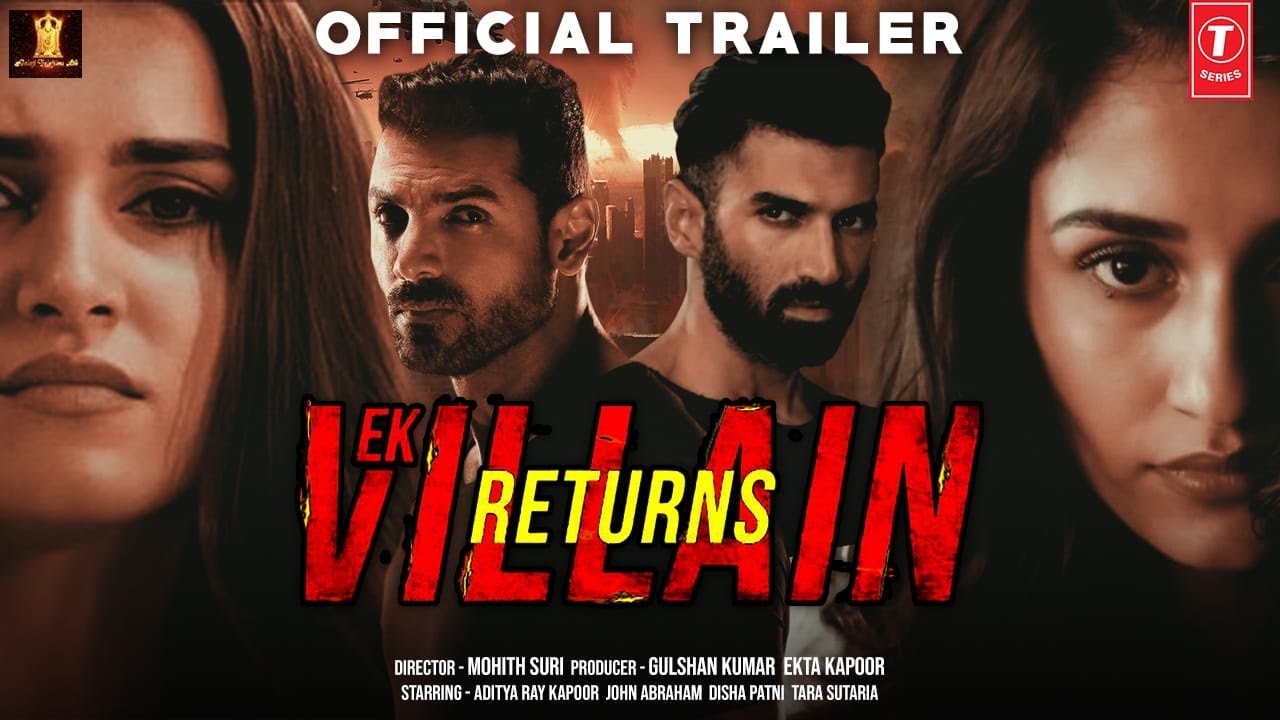 OFFICIAL TRAILER
T
SERIES
EK
VILLAIN
RETURNS
DIRECTOR - MOHITH SURI PRODUCER - GULSHAN KUMAR EKTA KAPOOR
STARRING - ADITYA RAY KAPOOR JOHN ABRAHAM DISHA PATNI TARA SUTARIA